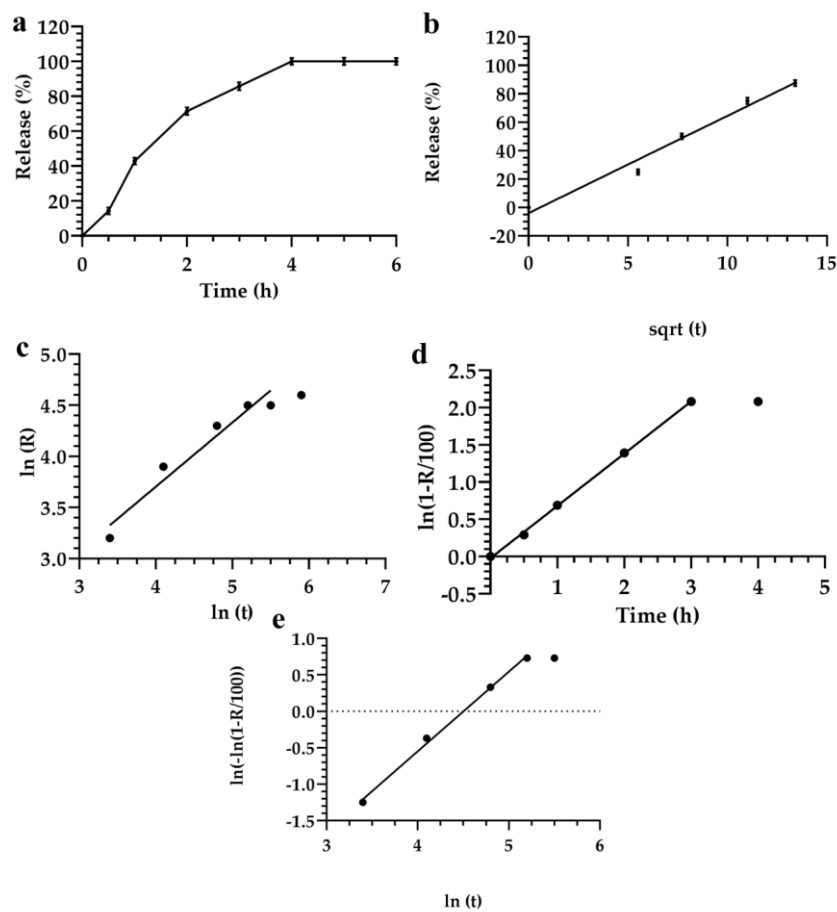 a
Release (%)
120
100
80
60
40
20
0
0 2 4 6
Time (h)
b
Release (%)
120
100
80
60
40
20
0
-20
0 5 10 15
sqrt (t)
c
ln (R)
5.0
4.5
4.0
3.5
3.0
3 4 5 6 7
ln (t)
d
ln(1-R/100)
2.5
2.0
1.5
1.0
0.5
0.0
-0.5
1 2 3 4 5
Time (h)
e
ln(-ln(1-R/100))
1.0
0.5
0.0
-0.5
-1.0
-1.5
3 4 5 6
ln (t)